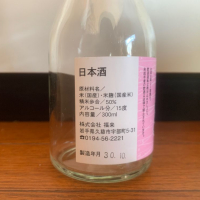 日本酒
原材料名／
米(国産)・米麹(国産米)
精米歩合／50%
アルコール分／15度
内容量／300ml
株式会社 福来
岩手県久慈市宇部町5-31
☎0194-56-2221
製造年月 30.10